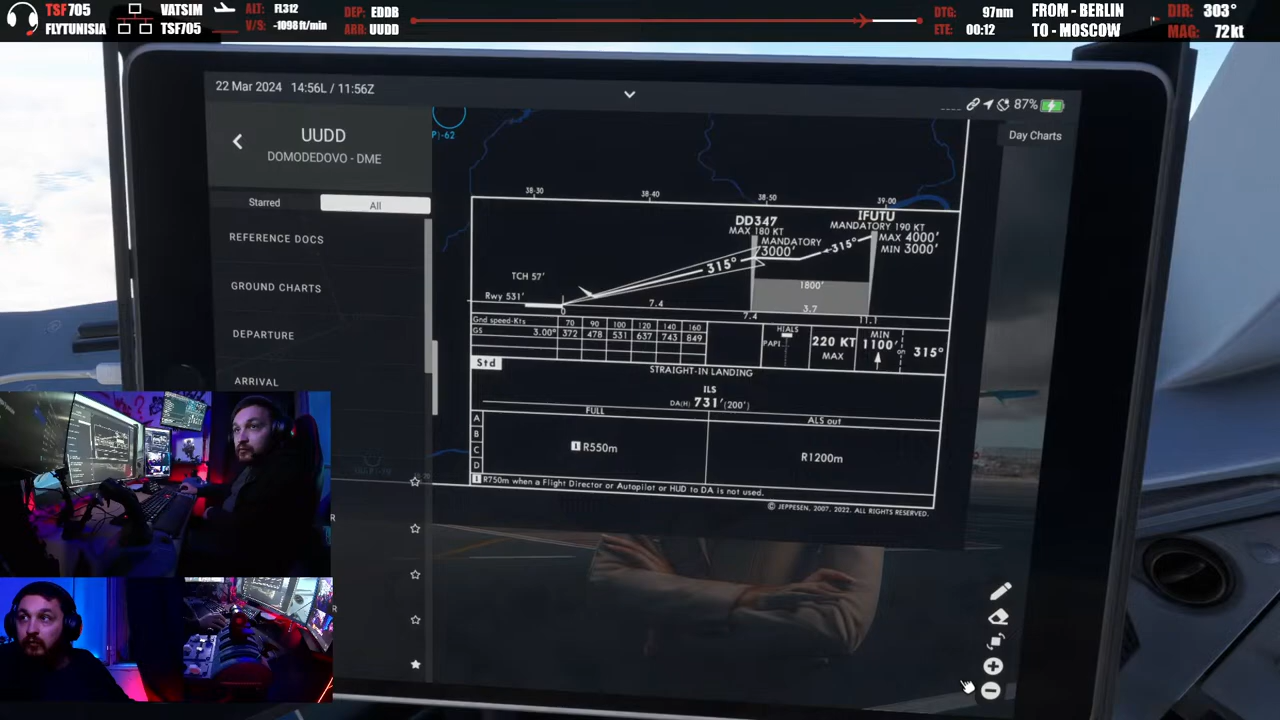 TSF705
FLYTUNISIA
VATSIM
TSF705
ALT: FL312
V/S: -1098 ft/min
DEP: EDDB
ARR: UUDD
DTG: 97nm
ETE: 00:12
FROM - BERLIN
TO - MOSCOW
DIR: 303°
MAG: 72kt
22 Mar 2024 14:56L / 11:56Z
87%
UUDD
DOMODEDOVO - DME
Day Charts
Starred All
REFERENCE DOCS
GROUND CHARTS
DEPARTURE
ARRIVAL
P)-62
38-30 38-40 38-50 39-00
DD347
MAX 180 KT
MANDATORY
3000'
IFUTU
MANDATORY 190 KT
MAX 4000'
MIN 3000'
315°
315°
TCH 57'
Rwy 531'
1800'
0 7.4 7.4 3.7 11.1
Gnd speed-Kts 70 90 100 120 140 160
GS 3.00° 372 478 531 637 743 849
HIALS
PAPI
220 KT
MAX
MIN
1100'
on
315°
Std
STRAIGHT-IN LANDING
ILS
DA(H) 731' (200')
FULL ALS out
A
B
C
D
1 R550m
R1200m
1 R750m when a Flight Director or Autopilot or HUD to DA is not used.
© JEPPESEN, 2007, 2022. ALL RIGHTS RESERVED.